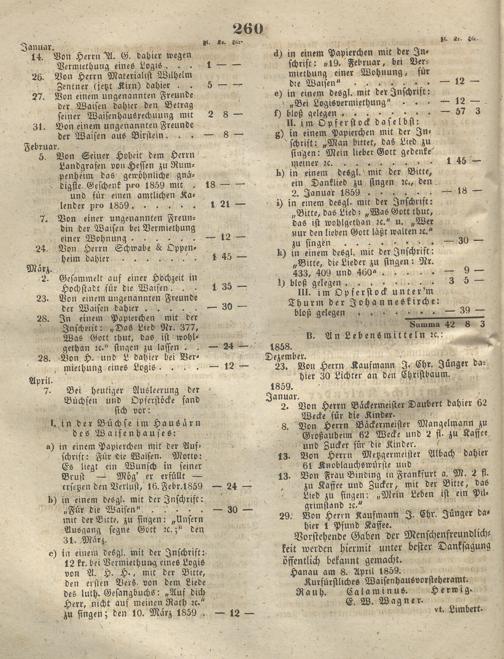 260
fl. kr. hlr.
Januar.
14. Von Herrn A. G. dahier wegen
Vermiethung eines Logis . . . . 1 — —
26. Von Herrn Materialist Wilhelm
Zentner (jetzt Kirn) dahier . 5 — —
27. Von einem ungenannten Freunde
der Waisen dahier den Betrag
seiner Waisenhausrechnung mit 2 8 —
31. Von einem ungenannten Freunde
der Waisen aus Birstein . . . — 8 —
Februar.
5. Von Seiner Hoheit dem Herrn
Landgrafen von Hessen zu Rum-
penheim das gewöhnliche gnä-
digste Geschenk pro 1859 mit . 18 — —
und für einen amtlichen Ka-
lender pro 1859 . . . . . 1 21 —
7. Von einer ungenannten Freun-
din der Waisen bei Vermiethung
einer Wohnung . . . . . — 12 —
24. Von Herrn Schwabe & Oppen-
heim dahier . . . . . 1 45 —
März.
2. Gesammelt auf einer Hochzeit in
Hochstadt für die Waisen . . . 1 35 —
23. Von einem ungenannten Freunde
der Waisen dahier . . . . . — 30 —
28. In einem Papierchen mit der
Inschrift: „Das Lied Nr. 377,
Was Gott thut, das ist wohl-
gethan ꝛc.“ singen zu lassen . . — 24 —
28. Von H. und L dahier bei Ver-
miethung eines Logis . . . . — 12 —
April.
7. Bei heutiger Ausleerung der
Büchsen und Opferstöcke fand
sich vor:
I. in der Büchse im Hausärn
des Waisenhauses:
a) in einem Papierchen mit der Auf-
schrift: Für die Waisen. Motto:
Es liegt ein Wunsch in seiner
Brust — Mög' er erfüllt —
ersetzen den Verlust, 16. Febr. 1859 — 24 —
b) in einem desgl. mit der Inschrift:
„Für die Waisen“ . . . . — 30 —
mit der Bitte, zu singen: „Unsern
Ausgang segne Gott ꝛc.;“ den
31. März.
c) in einem desgl. mit der Inschrift:
12 kr. bei Vermiethung eines Logis
von A. H. H., mit der Bitte,
den ersten Vers, von dem Liede
des luth. Gesangbuchs: „Auf dich
Herr, nicht auf meinen Rath ꝛc.“
zu singen; den 10. März 1859 . — 12 —
fl. kr. hlr.
d) in einem Papierchen mit der In-
schrift: „19. Februar, bei Ver-
miethung einer Wohnung, für
die Waisen“ . . . . . — 12 —
e) in einem desgl. mit der Inschrift:
„Bei Logisvermiethung“ . . . — 12 —
f) bloß gelegen . . . . . — 57 3
II. im Opferstock daselbst:
g) in einem Papierchen mit der In-
schrift: „Man bittet, das Lied zu
singen: Mein lieber Gott gedenke
meiner ꝛc. . . . . . 1 45 —
h) in einem desgl. mit der Bitte,
ein Danklied zu singen ꝛc., den
2. Januar 1859 . . . . . — 18 —
i) in einem desgl. mit der Inschrift:
„Bitte, das Lied: „Was Gott thut,
das ist wohlgethan ꝛc.“ u. „Wer
nur den lieben Gott läßt walten ꝛc.“
zu singen . . . . . — 30 —
k) in einem desgl. mit der Inschrift:
„Bitte, die Lieder zu singen: Nr.
433, 409 und 460“ . . . . — 9 —
l) bloß gelegen . . . . . 3 5 —
III. im Opferstock unter'm
Thurm der Johanneskirche:
bloß gelegen . . . . . — 39 —
Summa 42 8 3
B. An Lebensmitteln ꝛc.:
1858.
Dezember.
23. Von Herrn Kaufmann J. Chr. Jünger da-
hier 30 Lichter an den Christbaum.
1859.
Januar.
2. Von Herrn Bäckermeister Daubert dahier 62
Wecke für die Kinder.
8. Von Herrn Bäckermeister Mangelmann zu
Großauheim 62 Wecke und 2 fl. zu Kaffee
und Zucker für die Kinder.
13. Von Herrn Metzgermeister Albach dahier
61 Knoblauchswürste und
13. Von Frau Binding in Frankfurt a. M. 2 fl.
zu Kaffee und Zucker, mit der Bitte, das
Lied zu singen: „Mein Leben ist ein Pil-
grimstand ꝛc.“
29. Von Herrn Kaufmann J. Chr. Jünger da-
hier 1 Pfund Kaffee.
Vorstehende Gaben der Menschenfreundlich-
keit werden hiermit unter bester Danksagung
öffentlich bekannt gemacht.
Hanau am 8. April 1859.
Kurfürstliches Waisenhausvorsteheramt.
Rauh. Calaminus. Herwig.
E. W. Wagner.
vt. Limbert.